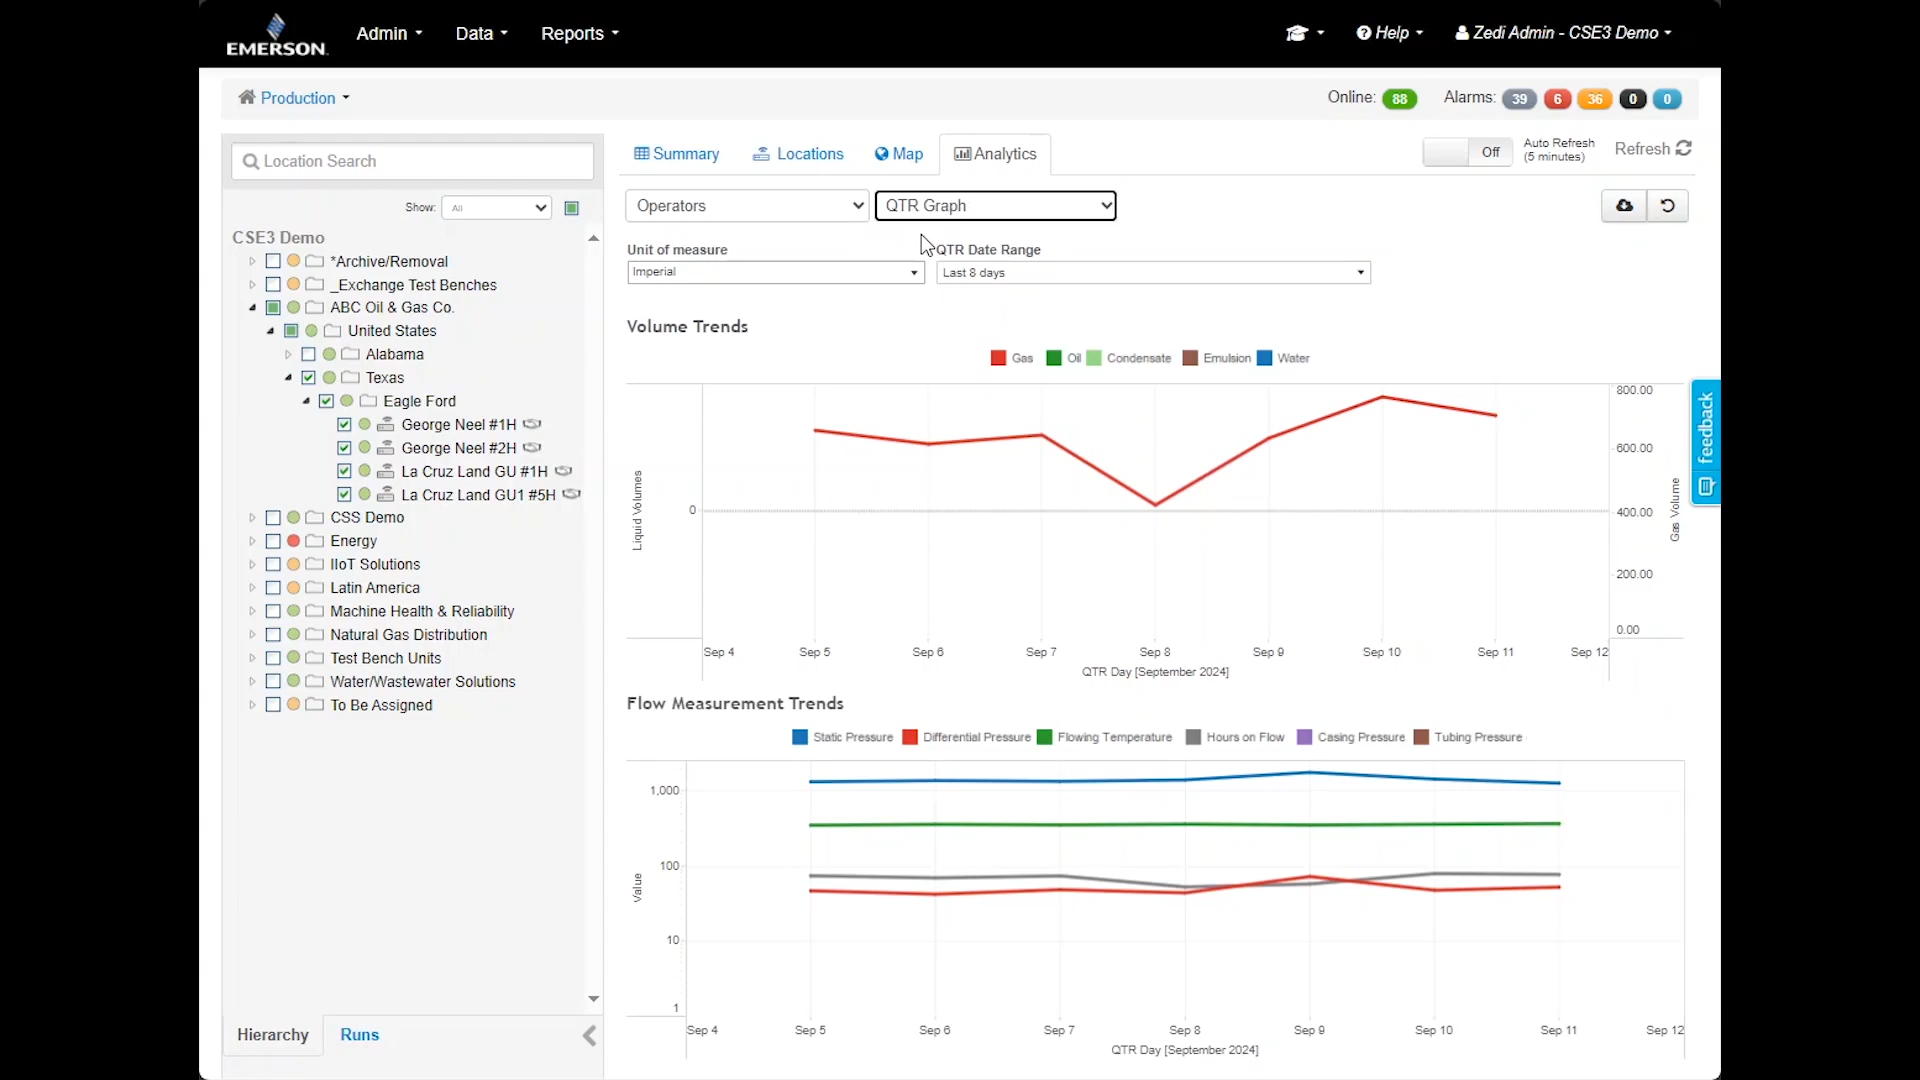 EMERSON
Admin
Data
Reports
Help
Zedi Admin - CSE3 Demo
Production
Online: 88
Alarms: 39 6 36 0 0
Location Search
Show: All
CSE3 Demo
*Archive/Removal
_Exchange Test Benches
ABC Oil & Gas Co.
United States
Alabama
Texas
Eagle Ford
George Neel #1H
George Neel #2H
La Cruz Land GU #1H
La Cruz Land GU1 #5H
CSS Demo
Energy
IIoT Solutions
Latin America
Machine Health & Reliability
Natural Gas Distribution
Test Bench Units
Water/Wastewater Solutions
To Be Assigned
Hierarchy
Runs
Summary
Locations
Map
Analytics
Off
Auto Refresh
(5 minutes)
Refresh
Operators
QTR Graph
Unit of measure
QTR Date Range
Imperial
Last 8 days
Volume Trends
Gas Oil Condensate Emulsion Water
Liquid Volumes
0
800.00
600.00
400.00
200.00
0.00
Gas Volume
Sep 4 Sep 5 Sep 6 Sep 7 Sep 8 Sep 9 Sep 10 Sep 11 Sep 12
QTR Day [September 2024]
Flow Measurement Trends
Static Pressure Differential Pressure Flowing Temperature Hours on Flow Casing Pressure Tubing Pressure
Value
1,000
100
10
1
Sep 4 Sep 5 Sep 6 Sep 7 Sep 8 Sep 9 Sep 10 Sep 11 Sep 12
QTR Day [September 2024]
feedback